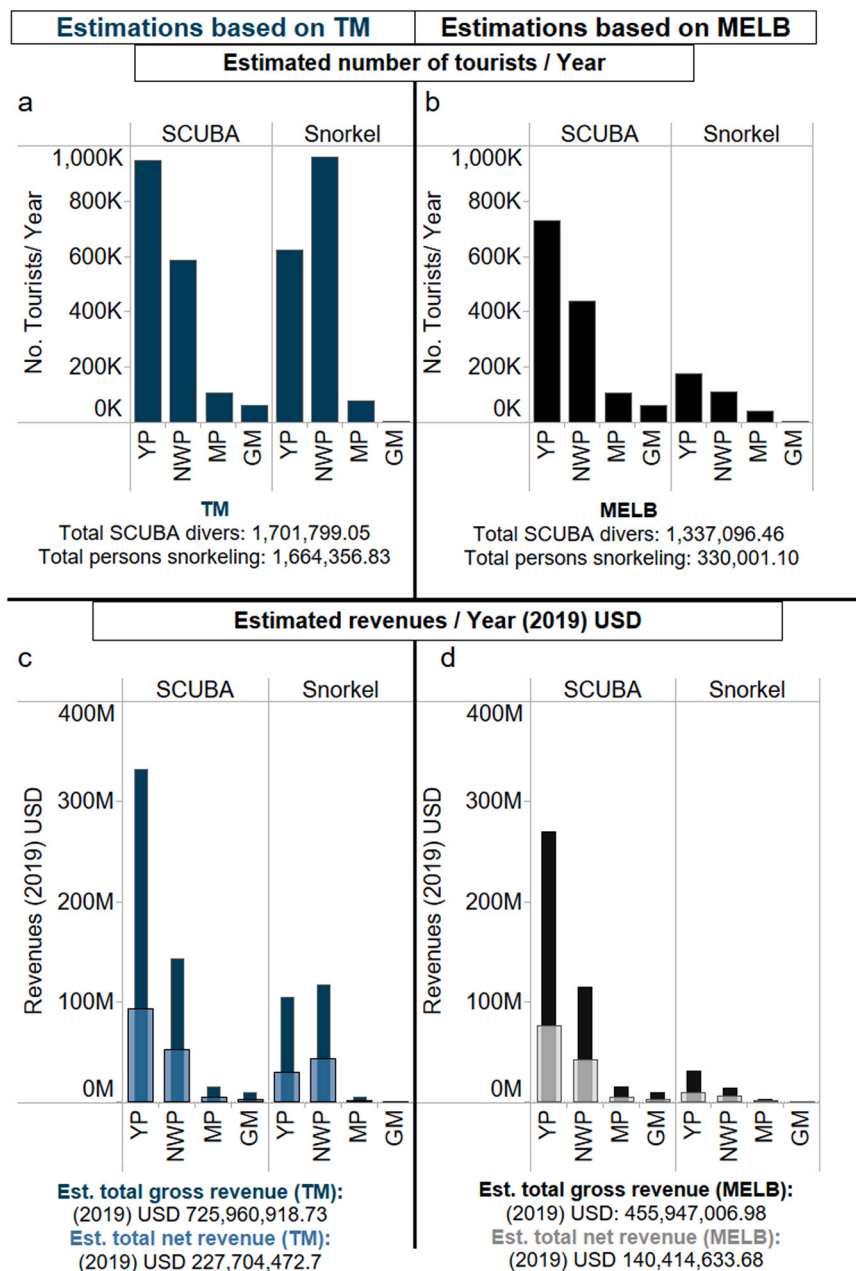 Estimations based on TM
Estimations based on MELB
Estimated number of tourists / Year
a
SCUBA Snorkel
No. Tourists/ Year
1,000K
800K
600K
400K
200K
0K
YP NWP MP GM YP NWP MP GM
TM
Total SCUBA divers: 1,701,799.05
Total persons snorkeling: 1,664,356.83
b
SCUBA Snorkel
No. Tourists/ Year
1,000K
800K
600K
400K
200K
0K
YP NWP MP GM YP NWP MP GM
MELB
Total SCUBA divers: 1,337,096.46
Total persons snorkeling: 330,001.10
Estimated revenues / Year (2019) USD
c
SCUBA Snorkel
Revenues (2019) USD
400M
300M
200M
100M
0M
YP NWP MP GM YP NWP MP GM
Est. total gross revenue (TM):
(2019) USD 725,960,918.73
Est. total net revenue (TM):
(2019) USD 227,704,472.7
d
SCUBA Snorkel
Revenues (2019) USD
400M
300M
200M
100M
0M
YP NWP MP GM YP NWP MP GM
Est. total gross revenue (MELB):
(2019) USD: 455,947,006.98
Est. total net revenue (MELB):
(2019) USD 140,414,633.68